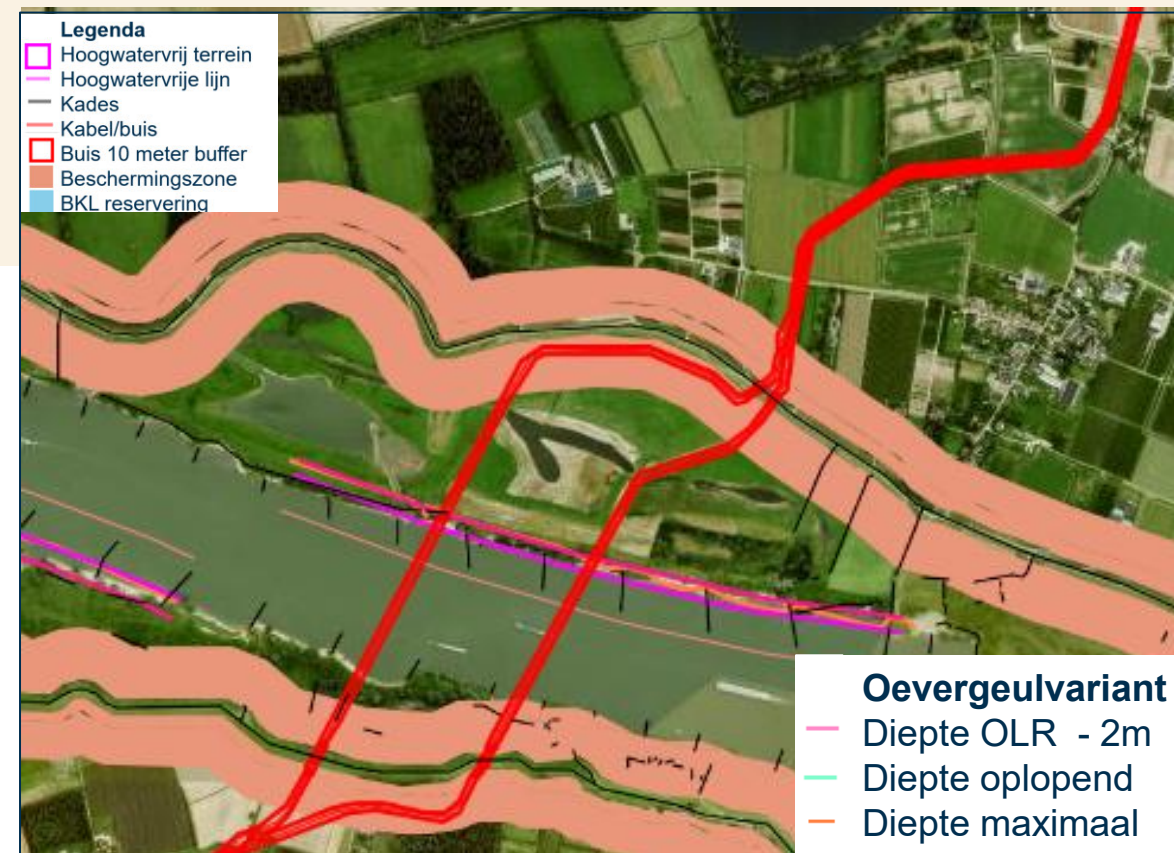 Legenda
Hoogwatervrij terrein
Hoogwatervrije lijn
Kades
Kabel/buis
Buis 10 meter buffer
Beschermingszone
BKL reservering
Oevergeulvariant
Diepte OLR - 2m
Diepte oplopend
Diepte maximaal